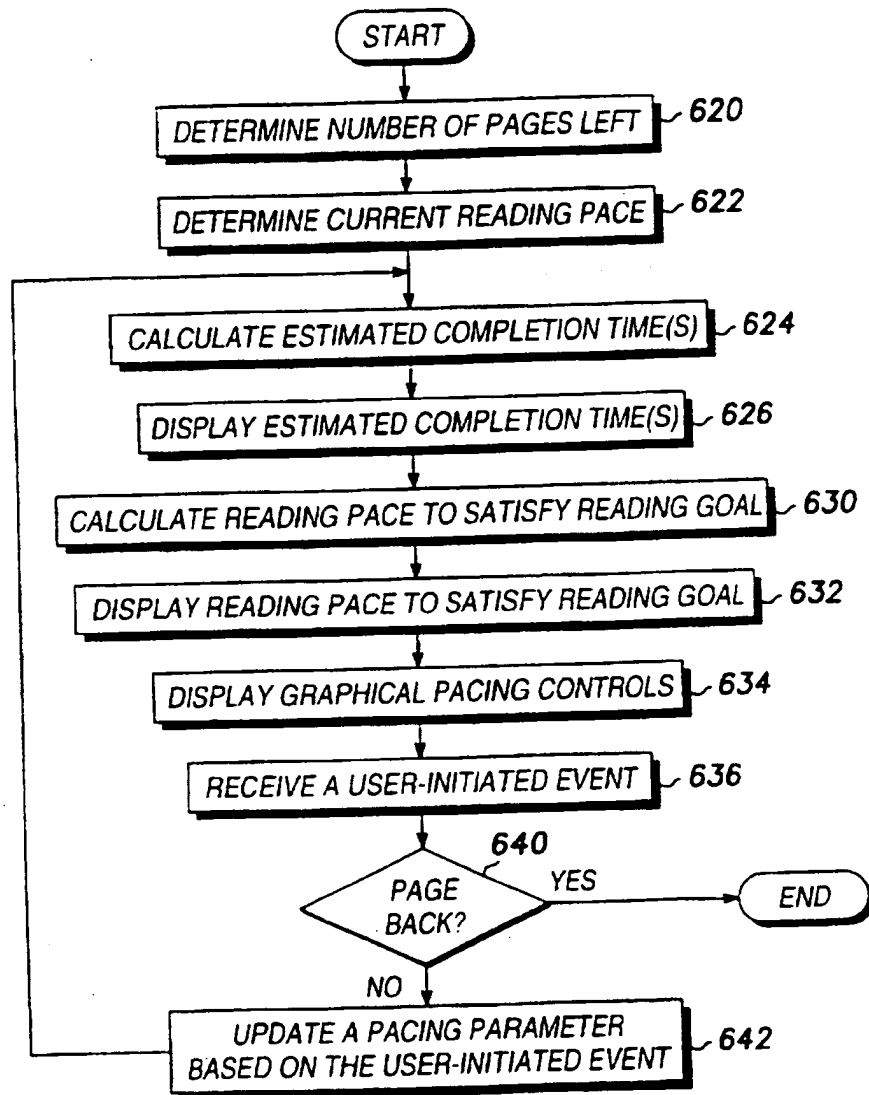 START
DETERMINE NUMBER OF PAGES LEFT 620
DETERMINE CURRENT READING PACE 622
CALCULATE ESTIMATED COMPLETION TIME(S) 624
DISPLAY ESTIMATED COMPLETION TIME(S) 626
CALCULATE READING PACE TO SATISFY READING GOAL 630
DISPLAY READING PACE TO SATISFY READING GOAL 632
DISPLAY GRAPHICAL PACING CONTROLS 634
RECEIVE A USER-INITIATED EVENT 636
640
PAGE
BACK?
YES
END
NO
UPDATE A PACING PARAMETER
BASED ON THE USER-INITIATED EVENT 642